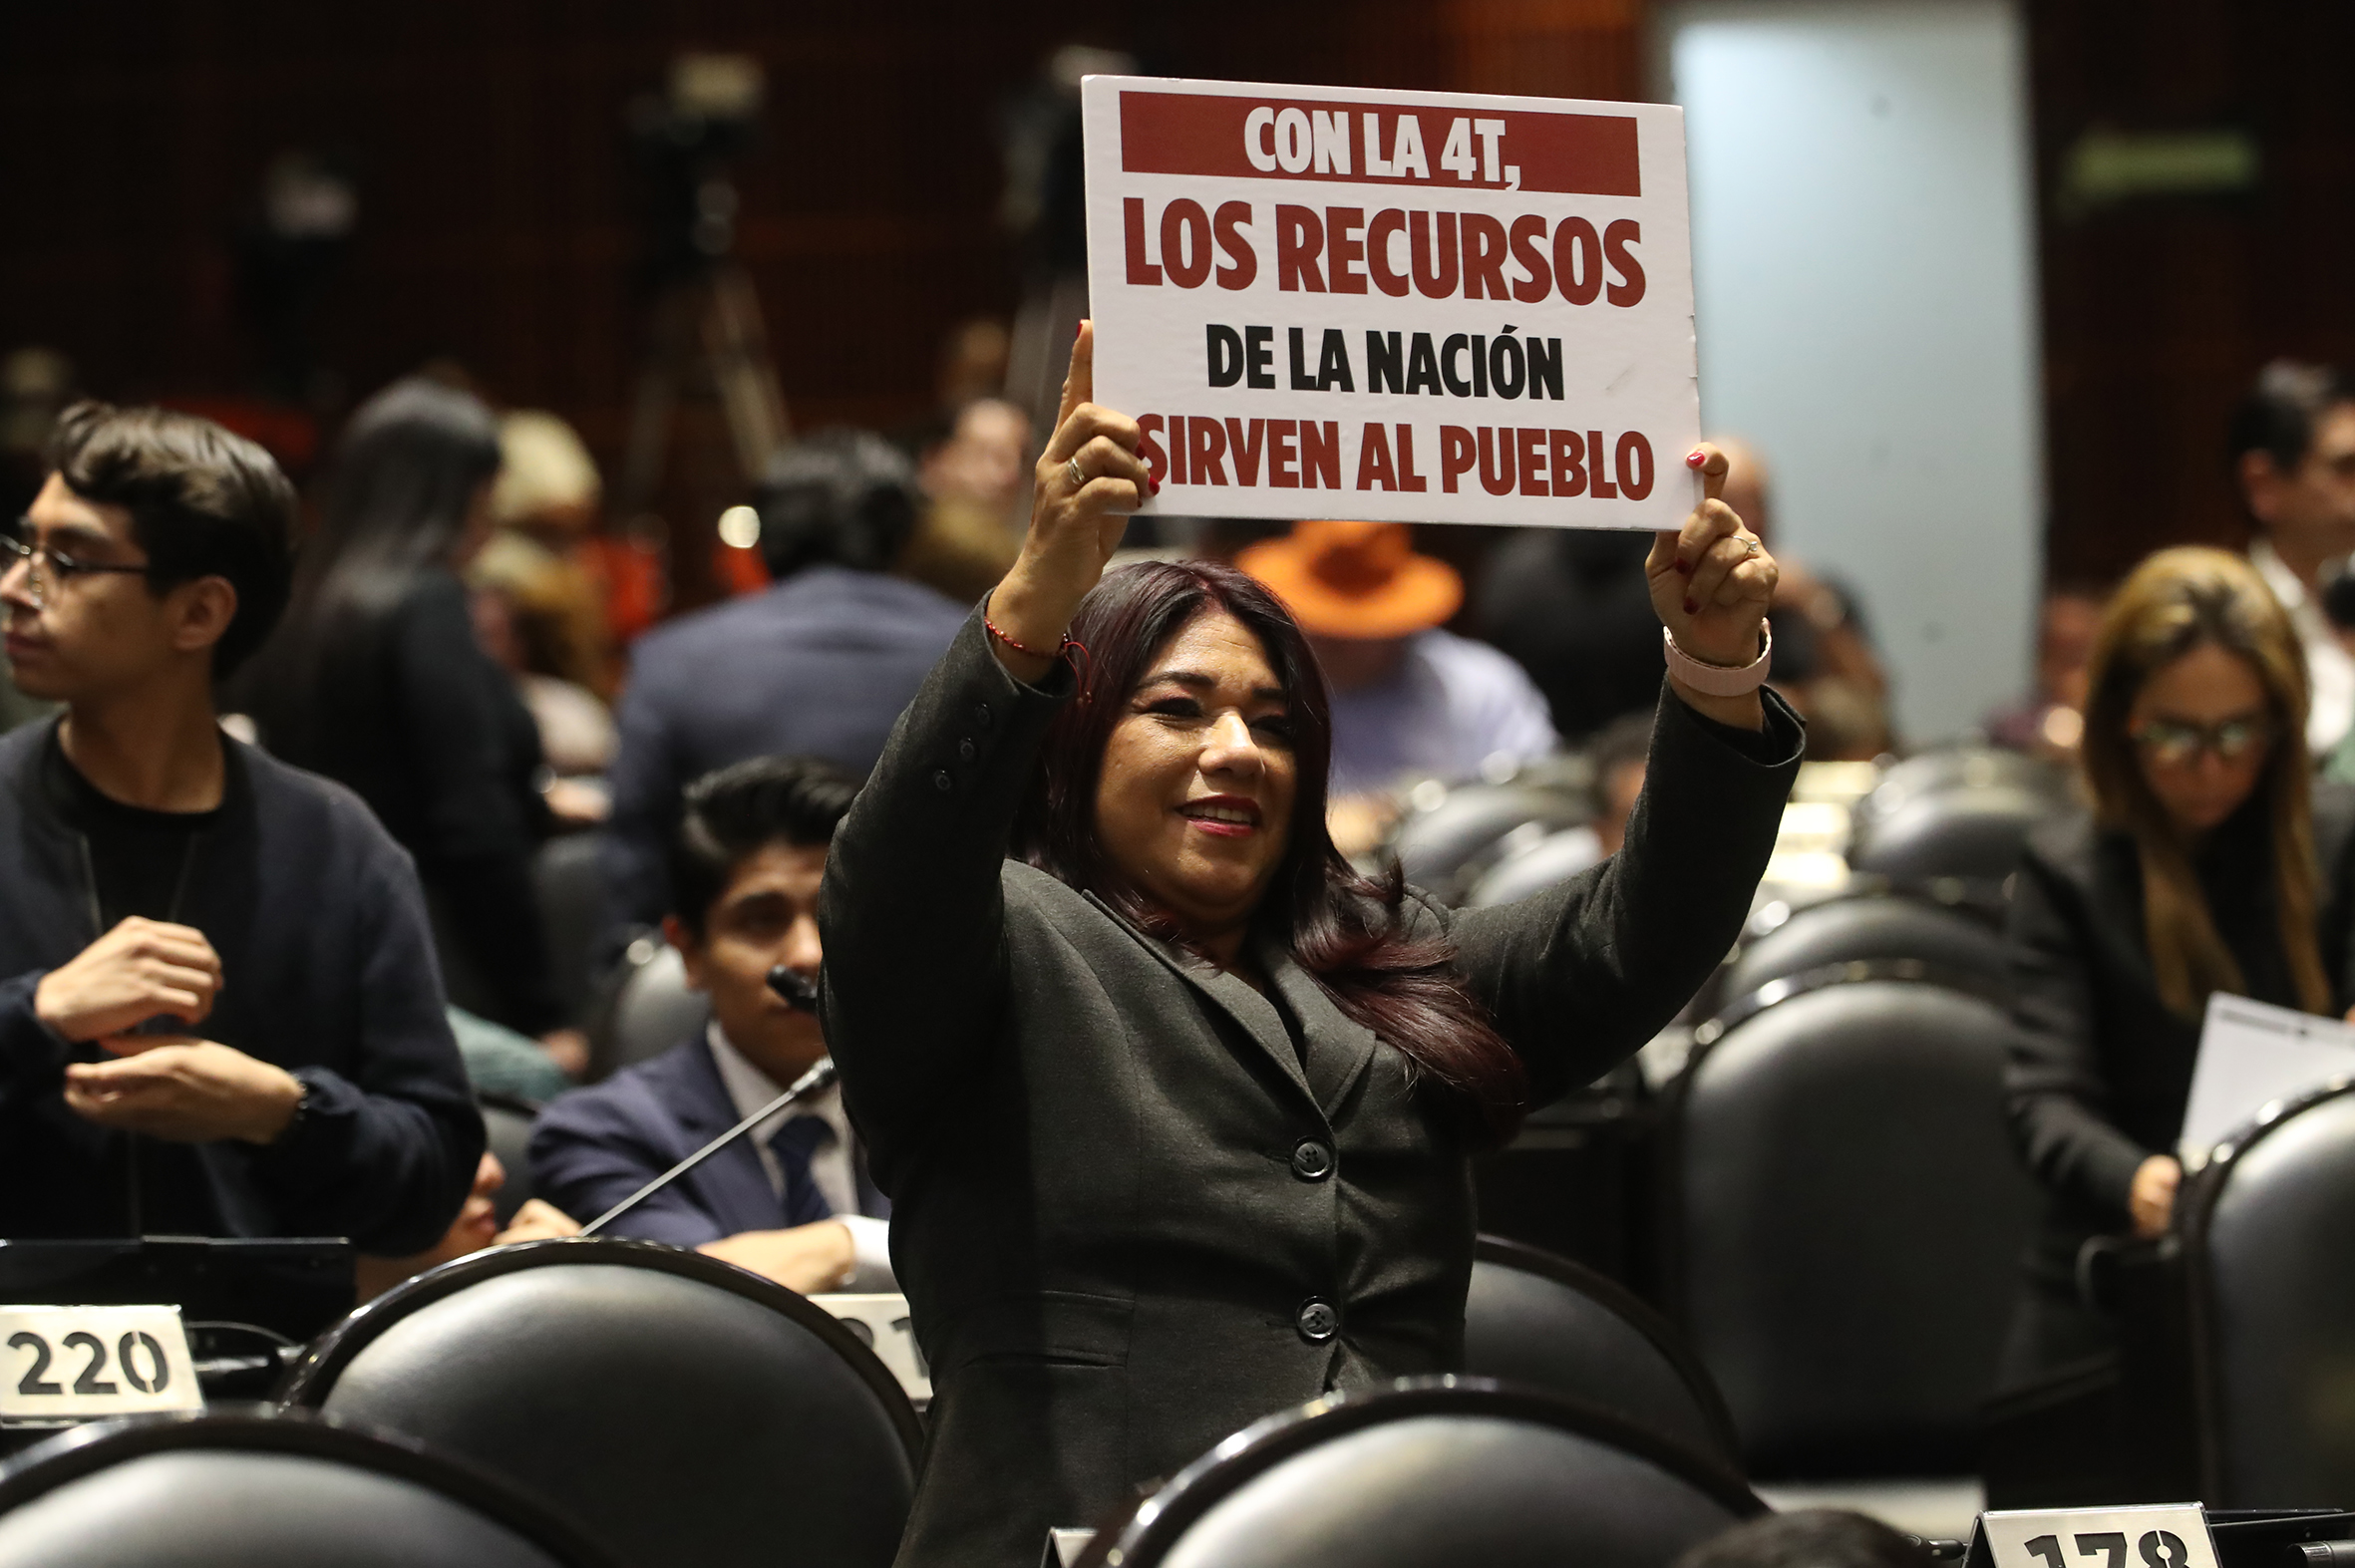 CON LA 4T,
LOS RECURSOS
DE LA NACIÓN
SIRVEN AL PUEBLO
220
178